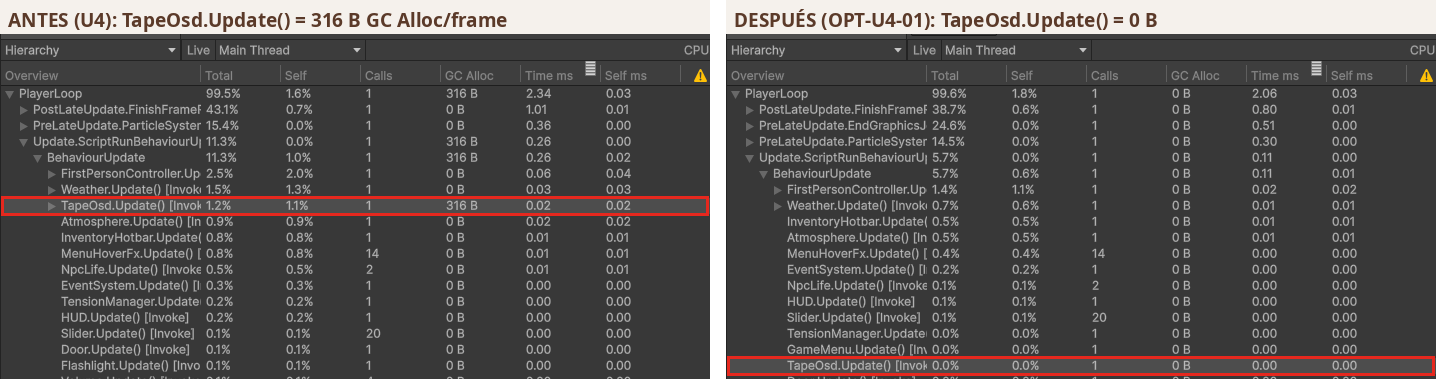 ANTES (U4): TapeOsd.Update() = 316 B GC Alloc/frame
Hierarchy Live Main Thread CPU
Overview Total Self Calls GC Alloc Time ms Self ms
PlayerLoop 99.5% 1.6% 1 316 B 2.34 0.03
PostLateUpdate.FinishFrameF 43.1% 0.7% 1 0 B 1.01 0.01
PreLateUpdate.ParticleSystem 15.4% 0.0% 1 0 B 0.36 0.00
Update.ScriptRunBehaviourUp 11.3% 0.0% 1 316 B 0.26 0.00
BehaviourUpdate 11.3% 1.0% 1 316 B 0.26 0.02
FirstPersonController.Up 2.5% 2.0% 1 0 B 0.06 0.04
Weather.Update() [Invok 1.5% 1.3% 1 0 B 0.03 0.03
TapeOsd.Update() [Invok 1.2% 1.1% 1 316 B 0.02 0.02
Atmosphere.Update() [In 0.9% 0.9% 1 0 B 0.02 0.02
InventoryHotbar.Update( 0.8% 0.8% 1 0 B 0.01 0.01
MenuHoverFx.Update() [ 0.8% 0.8% 14 0 B 0.01 0.01
NpcLife.Update() [Invoke 0.5% 0.5% 2 0 B 0.01 0.01
EventSystem.Update() [I 0.3% 0.3% 1 0 B 0.00 0.00
TensionManager.Update 0.2% 0.2% 1 0 B 0.00 0.00
HUD.Update() [Invoke] 0.2% 0.2% 1 0 B 0.00 0.00
Slider.Update() [Invoke] 0.1% 0.1% 20 0 B 0.00 0.00
Door.Update() [Invoke] 0.1% 0.1% 1 0 B 0.00 0.00
Flashlight.Update() [Invo 0.1% 0.1% 1 0 B 0.00 0.00
DESPUÉS (OPT-U4-01): TapeOsd.Update() = 0 B
Hierarchy Live Main Thread CPU
Overview Total Self Calls GC Alloc Time ms Self ms
PlayerLoop 99.6% 1.8% 1 0 B 2.06 0.03
PostLateUpdate.FinishFrameF 38.7% 0.6% 1 0 B 0.80 0.01
PreLateUpdate.EndGraphicsJ 24.6% 0.0% 1 0 B 0.51 0.00
PreLateUpdate.ParticleSystem 14.5% 0.0% 1 0 B 0.30 0.00
Update.ScriptRunBehaviourUp 5.7% 0.0% 1 0 B 0.11 0.00
BehaviourUpdate 5.7% 0.6% 1 0 B 0.11 0.01
FirstPersonController.Up 1.4% 1.1% 1 0 B 0.02 0.02
Weather.Update() [Invok 0.7% 0.6% 1 0 B 0.01 0.01
InventoryHotbar.Update( 0.5% 0.5% 1 0 B 0.01 0.01
Atmosphere.Update() [In 0.5% 0.5% 1 0 B 0.01 0.01
MenuHoverFx.Update() [ 0.4% 0.4% 14 0 B 0.00 0.00
EventSystem.Update() [I 0.2% 0.2% 1 0 B 0.00 0.00
NpcLife.Update() [Invoke 0.1% 0.1% 2 0 B 0.00 0.00
HUD.Update() [Invoke] 0.1% 0.1% 1 0 B 0.00 0.00
Slider.Update() [Invoke] 0.1% 0.1% 20 0 B 0.00 0.00
TensionManager.Update 0.0% 0.0% 1 0 B 0.00 0.00
GameMenu.Update() [Inv 0.0% 0.0% 1 0 B 0.00 0.00
TapeOsd.Update() [Invok 0.0% 0.0% 1 0 B 0.00 0.00